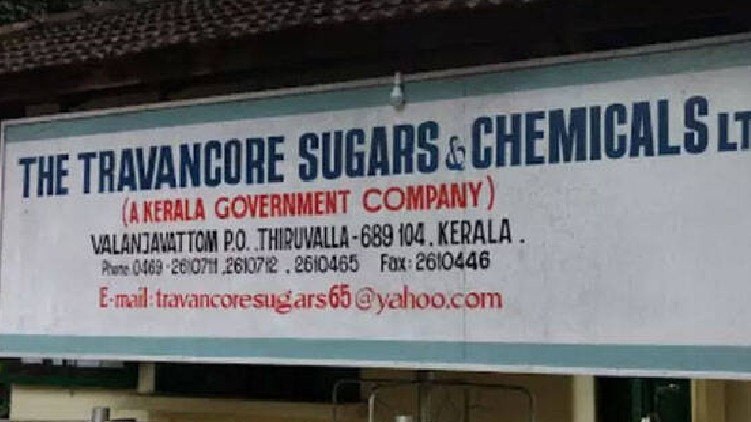 THE TRAVANCORE SUGARS & CHEMICALS LT
(A KERALA GOVERNMENT COMPANY)
VALANJAVATTOM P.O. THIRUVALLA-689 104. KERALA.
Phone: 0469-2610711, 2610712, 2610465 Fax: 2610446
E-mail: travancoresugars65@yahoo.com